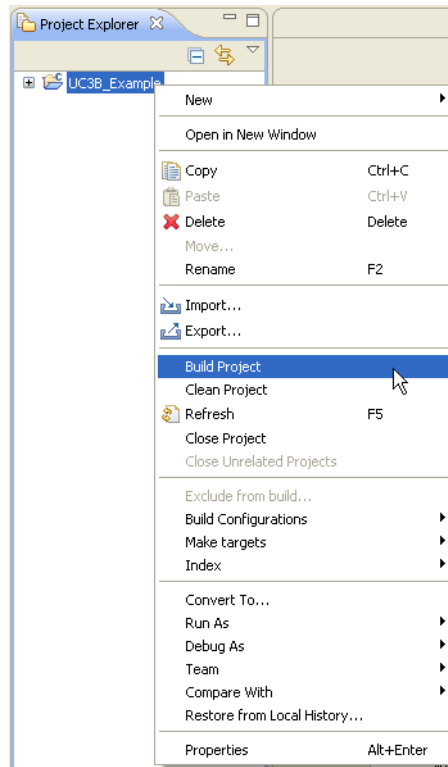 Project Explorer
UC3B_Example
New
Open in New Window
Copy Ctrl+C
Paste Ctrl+V
Delete Delete
Move...
Rename F2
Import...
Export...
Build Project
Clean Project
Refresh F5
Close Project
Close Unrelated Projects
Exclude from build...
Build Configurations
Make targets
Index
Convert To...
Run As
Debug As
Team
Compare With
Restore from Local History...
Properties Alt+Enter